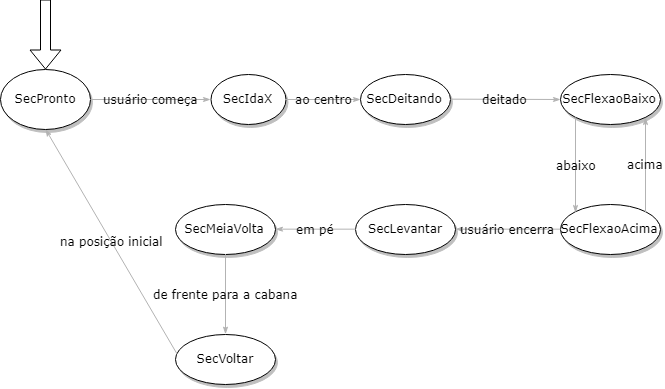 SecPronto
usuário começa
SecIdaX
ao centro
SecDeitando
deitado
SecFlexaoBaixo
abaixo
acima
SecMeiaVolta
em pé
SecLevantar
usuário encerra
SecFlexaoAcima
na posição inicial
de frente para a cabana
SecVoltar